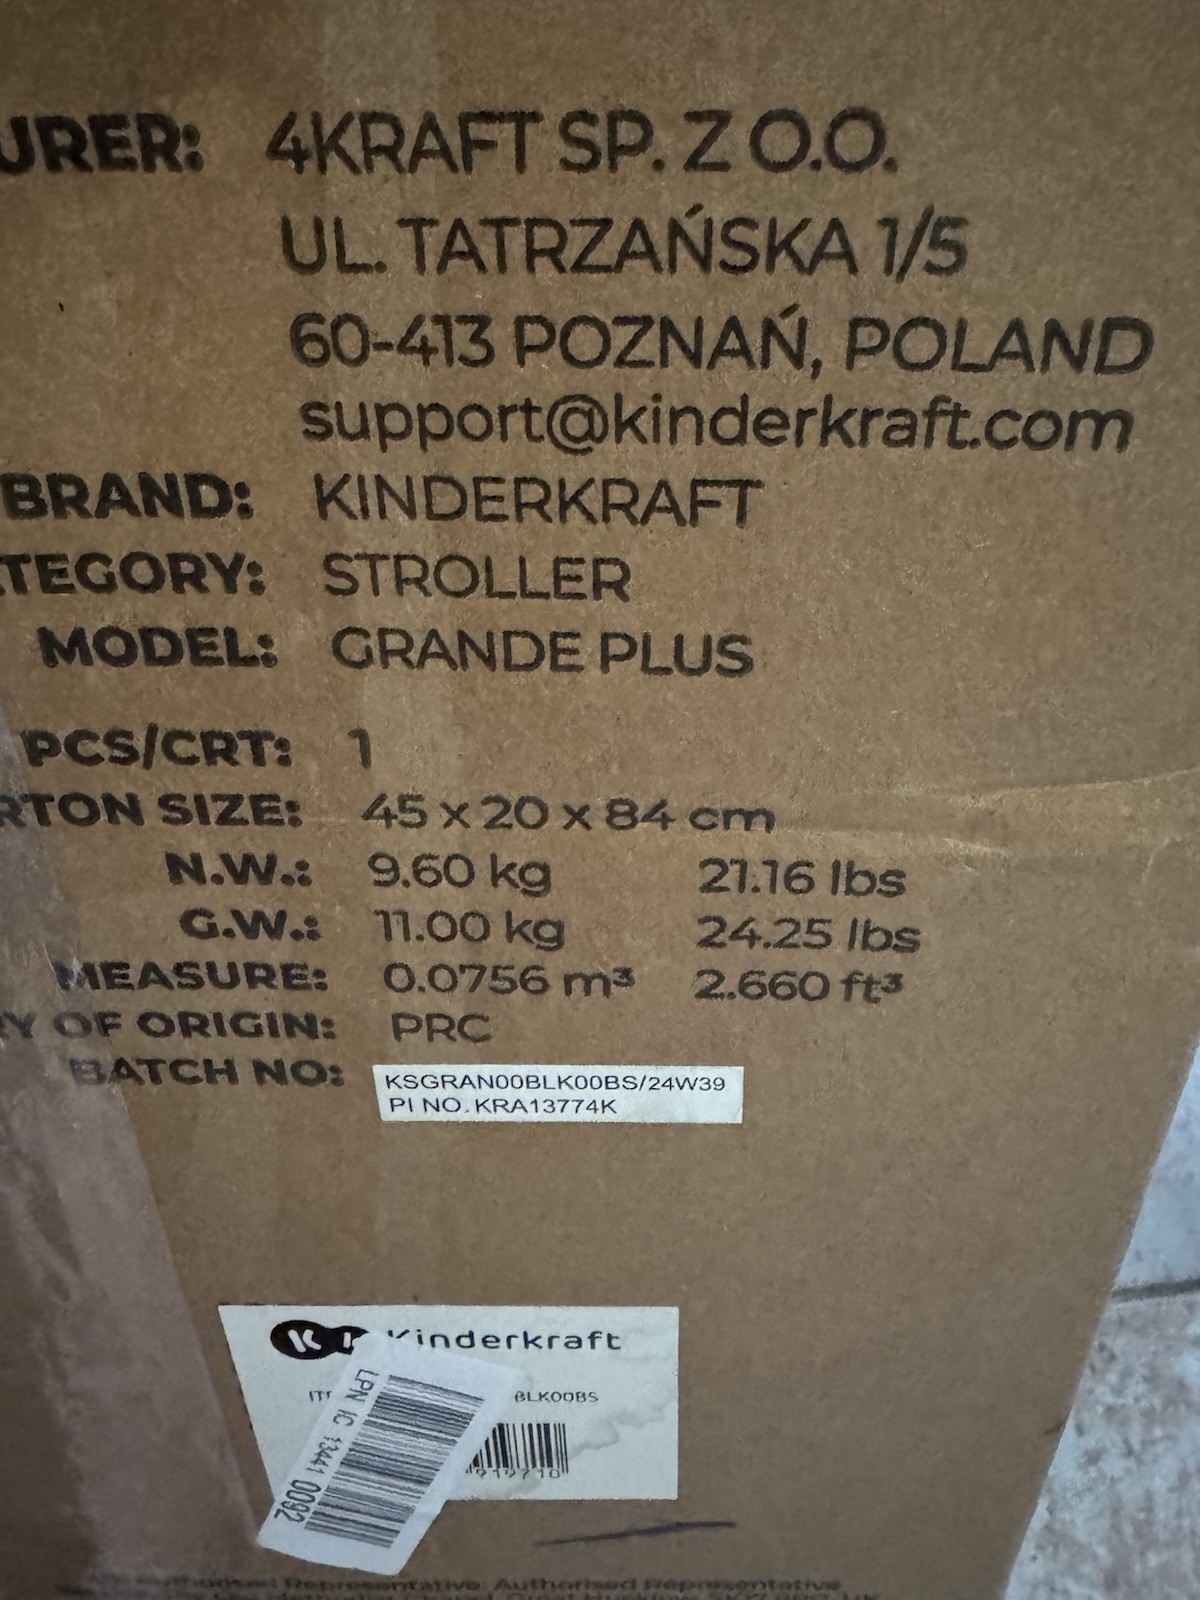 URER: 4KRAFT SP. Z O.O.
UL. TATRZAŃSKA 1/5
60-413 POZNAŃ, POLAND
support@kinderkraft.com
BRAND: KINDERKRAFT
TEGORY: STROLLER
MODEL: GRANDE PLUS
PCS/CRT: 1
RTON SIZE: 45 x 20 x 84 cm
N.W.: 9.60 kg 21.16 lbs
G.W.: 11.00 kg 24.25 lbs
MEASURE: 0.0756 m³ 2.660 ft³
Y OF ORIGIN: PRC
BATCH NO: KSGRAN00BLK00BS/24W39
PI NO. KRA13774K
Kinderkraft
BLK00BS
LPN IC 13441 0092
Representative Authorised Representative